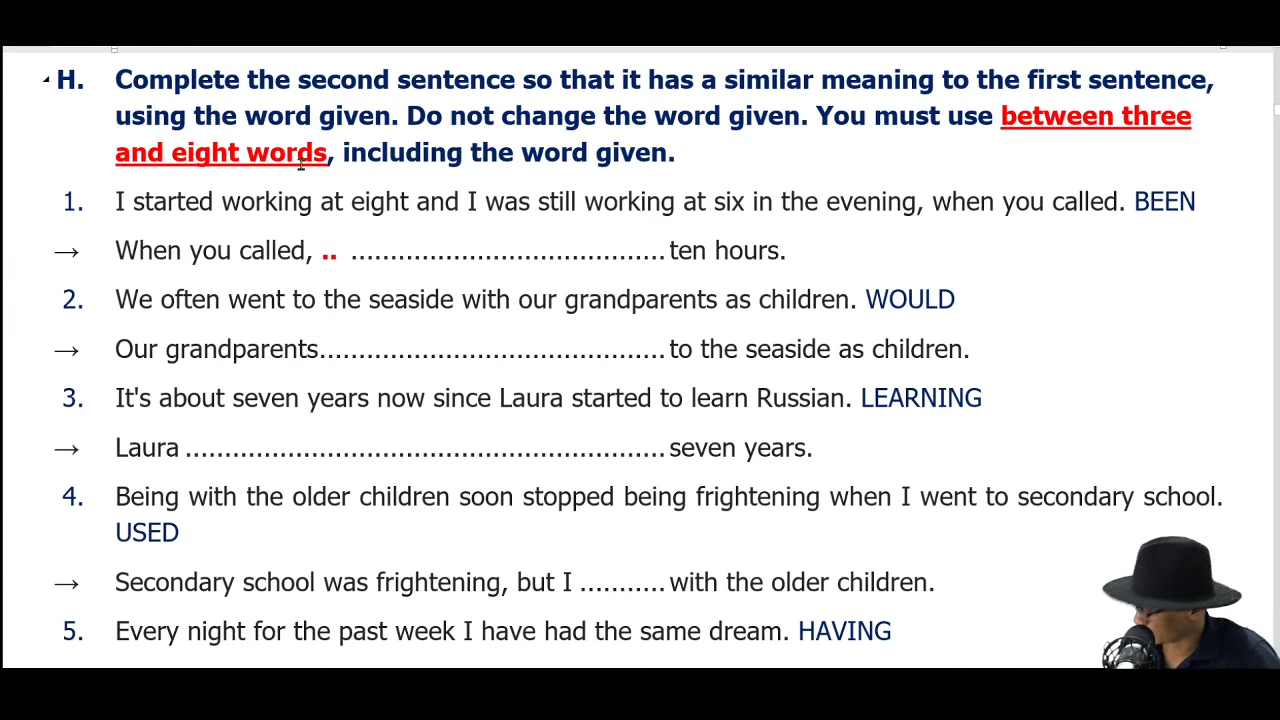 H. Complete the second sentence so that it has a similar meaning to the first sentence,
using the word given. Do not change the word given. You must use between three
and eight words, including the word given.
1. I started working at eight and I was still working at six in the evening, when you called. BEEN
→ When you called, .. ........................................ ten hours.
2. We often went to the seaside with our grandparents as children. WOULD
→ Our grandparents............................................ to the seaside as children.
3. It's about seven years now since Laura started to learn Russian. LEARNING
→ Laura ............................................................. seven years.
4. Being with the older children soon stopped being frightening when I went to secondary school.
USED
→ Secondary school was frightening, but I ........... with the older children.
5. Every night for the past week I have had the same dream. HAVING